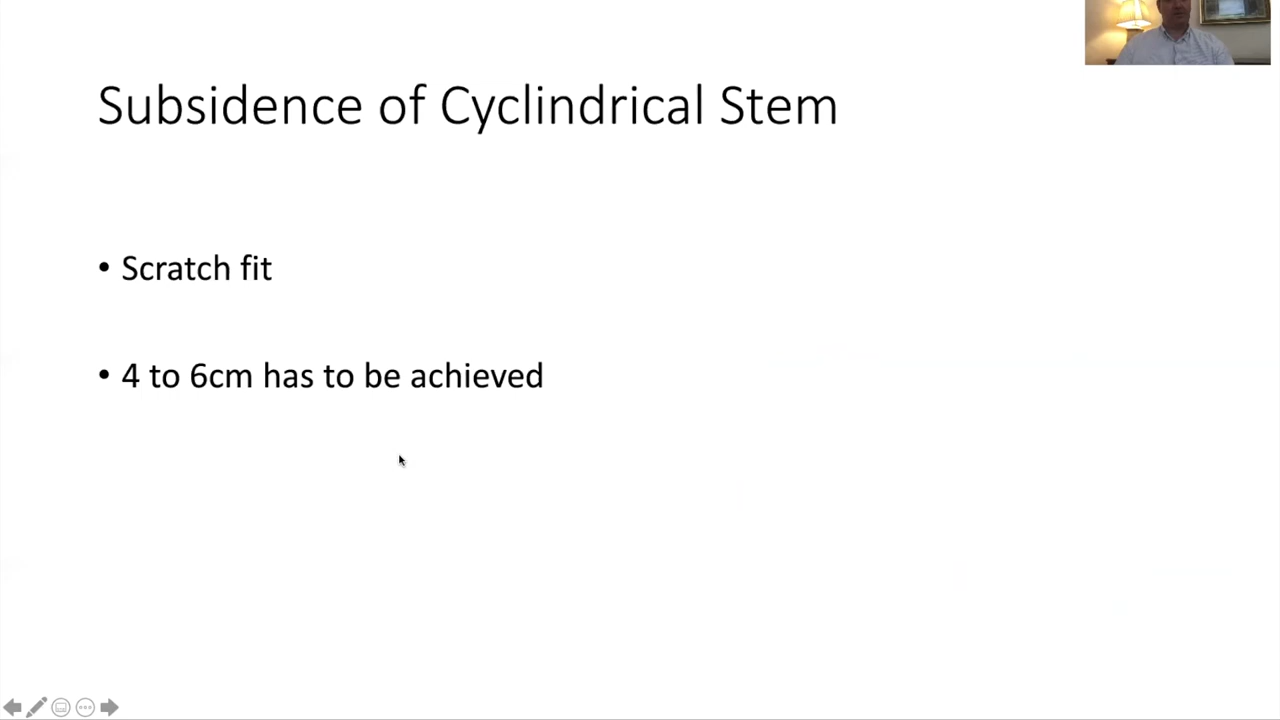 Subsidence of Cyclindrical Stem
• Scratch fit
• 4 to 6cm has to be achieved